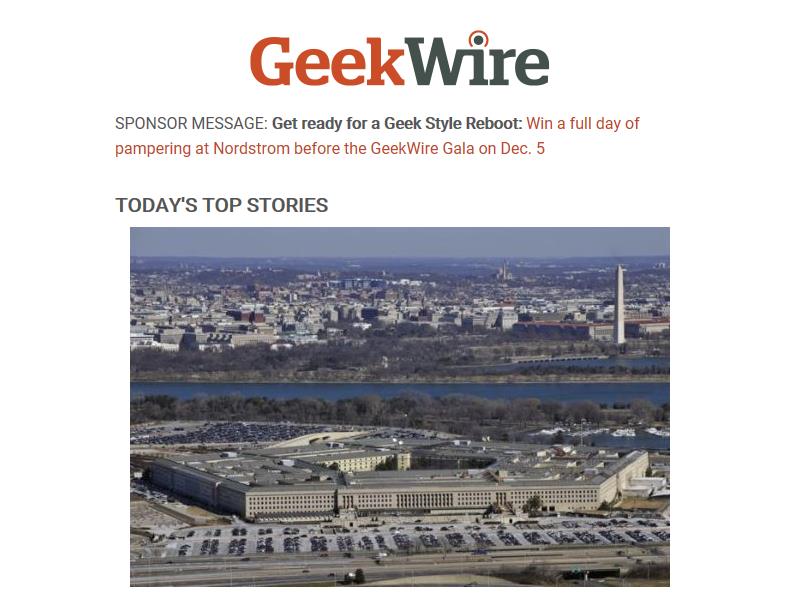 GeekWire
SPONSOR MESSAGE: Get ready for a Geek Style Reboot: Win a full day of
pampering at Nordstrom before the GeekWire Gala on Dec. 5
TODAY'S TOP STORIES